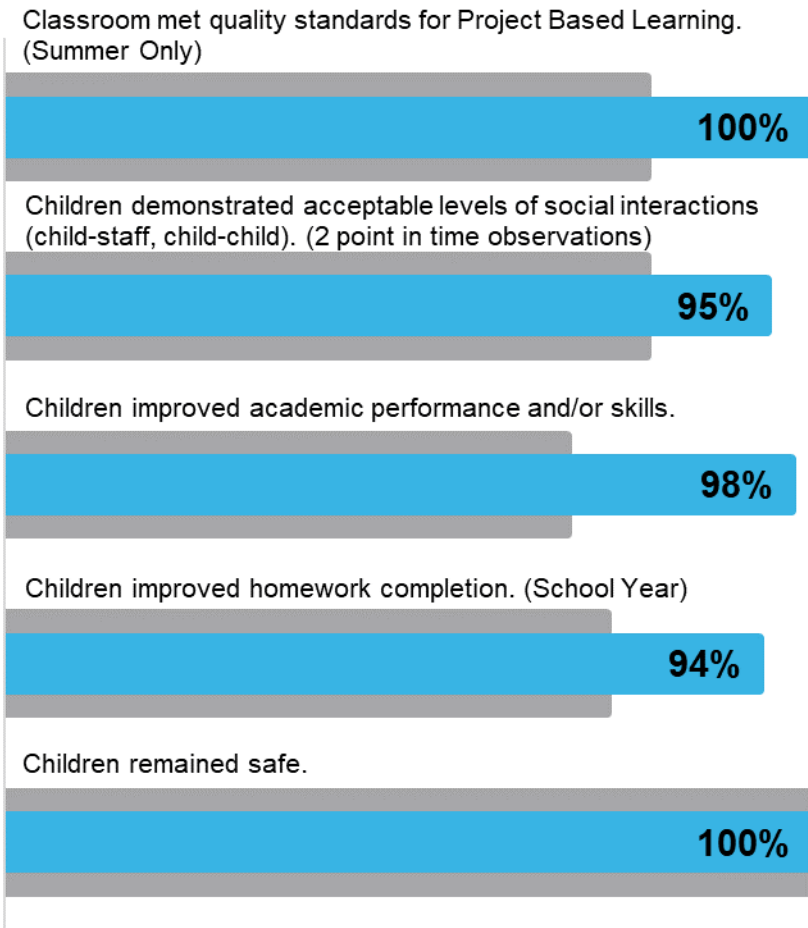 Classroom met quality standards for Project Based Learning.
(Summer Only)
100%
Children demonstrated acceptable levels of social interactions
(child-staff, child-child). (2 point in time observations)
95%
Children improved academic performance and/or skills.
98%
Children improved homework completion. (School Year)
94%
Children remained safe.
100%